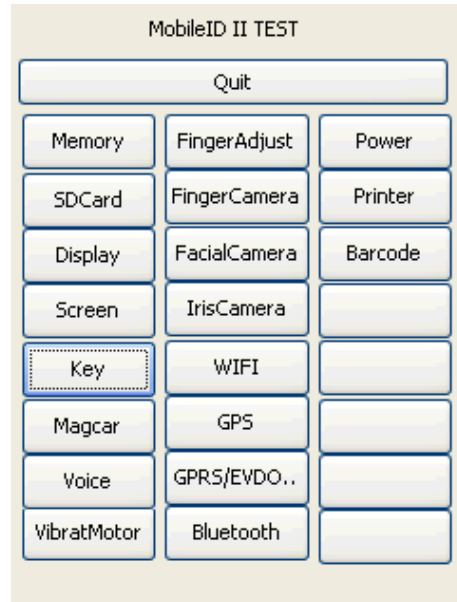 MobileID II TEST
Quit
Memory FingerAdjust Power
SDCard FingerCamera Printer
Display FacialCamera Barcode
Screen IrisCamera
Key WIFI
Magcar GPS
Voice GPRS/EVDO..
VibratMotor Bluetooth